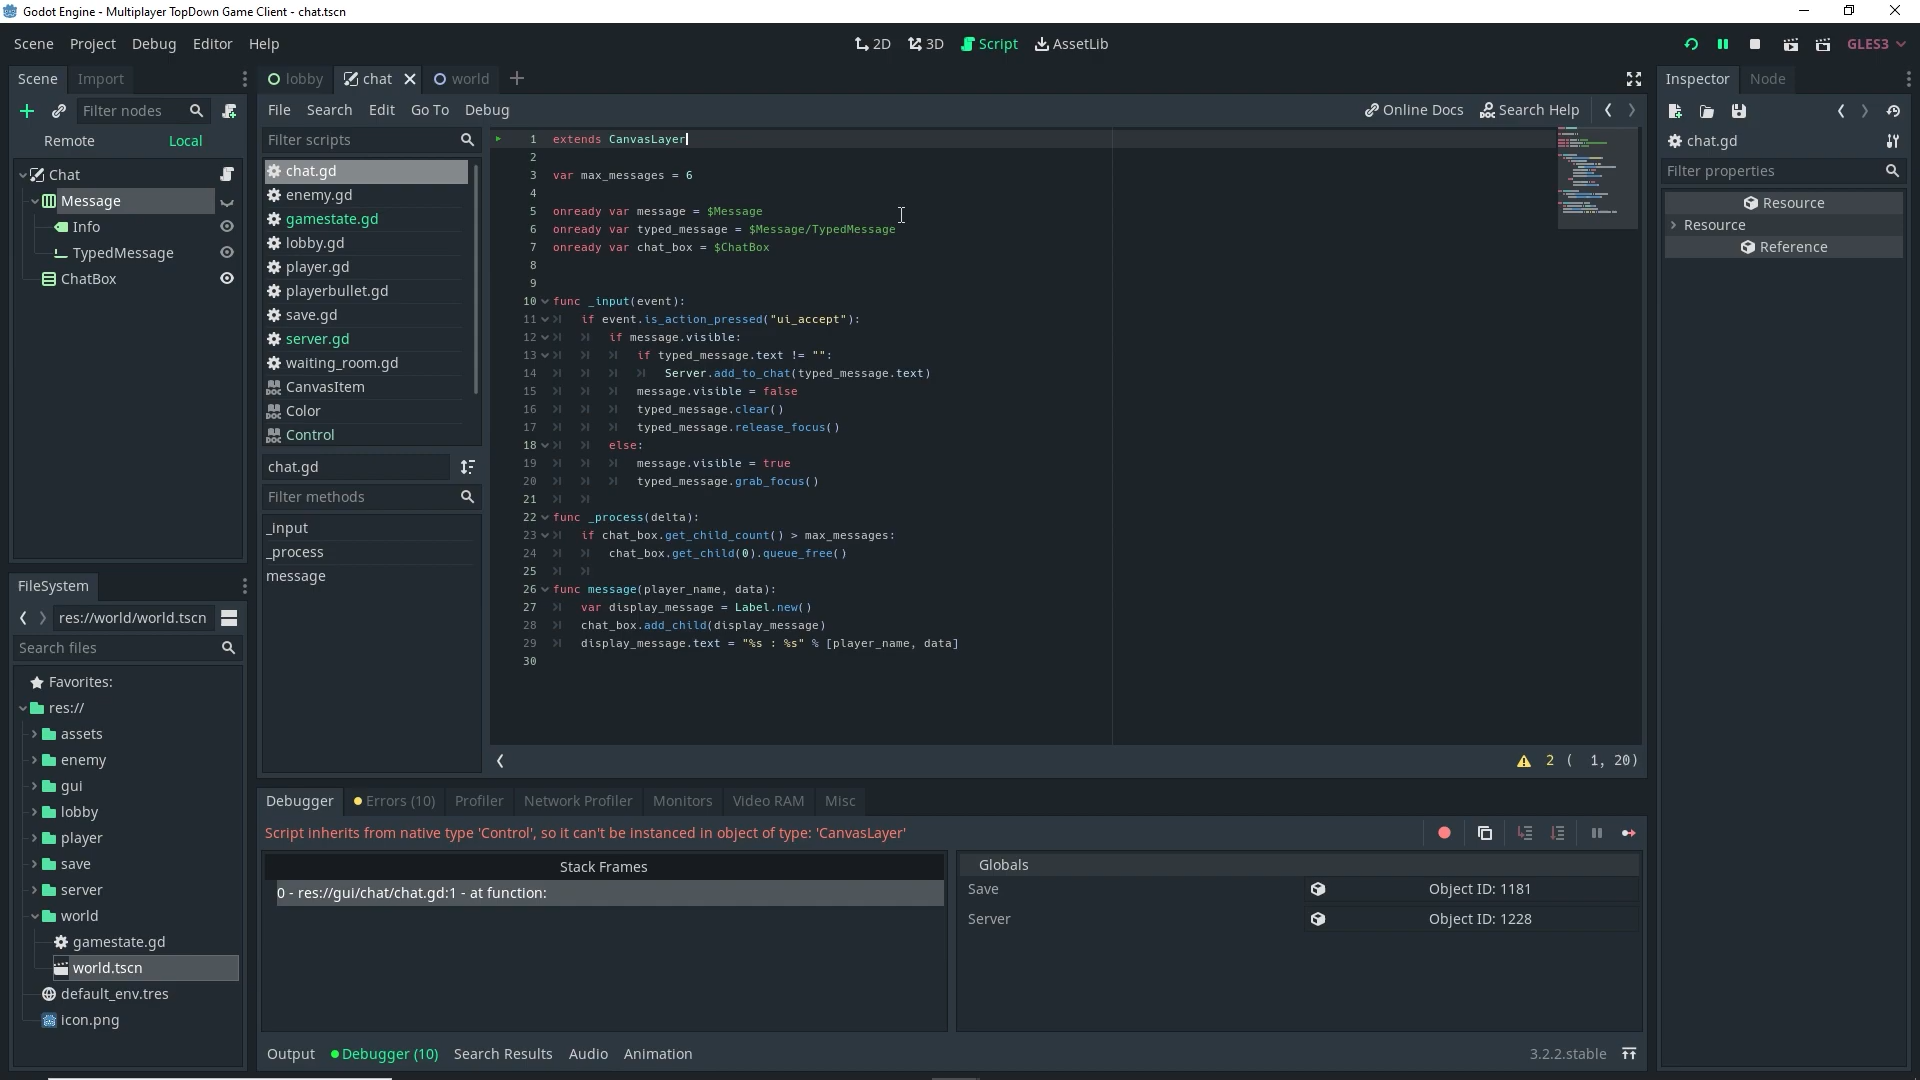 Godot Engine - Multiplayer TopDown Game Client - chat.tscn
Scene Project Debug Editor Help
2D 3D Script AssetLib
GLES3
Scene Import
Filter nodes
Remote Local
Chat
Message
Info
TypedMessage
ChatBox
FileSystem
res://world/world.tscn
Search files
Favorites:
res://
assets
enemy
gui
lobby
player
save
server
world
gamestate.gd
world.tscn
default_env.tres
icon.png
lobby chat world
File Search Edit Go To Debug
Online Docs Search Help
Filter scripts
chat.gd
enemy.gd
gamestate.gd
lobby.gd
player.gd
playerbullet.gd
save.gd
server.gd
waiting_room.gd
CanvasItem
Color
Control
chat.gd
Filter methods
_input
_process
message
1 extends CanvasLayer
2
3 var max_messages = 6
4
5 onready var message = $Message
6 onready var typed_message = $Message/TypedMessage
7 onready var chat_box = $ChatBox
8
9
10 func _input(event):
11 if event.is_action_pressed("ui_accept"):
12 if message.visible:
13 if typed_message.text != "":
14 Server.add_to_chat(typed_message.text)
15 message.visible = false
16 typed_message.clear()
17 typed_message.release_focus()
18 else:
19 message.visible = true
20 typed_message.grab_focus()
21
22 func _process(delta):
23 if chat_box.get_child_count() > max_messages:
24 chat_box.get_child(0).queue_free()
25
26 func message(player_name, data):
27 var display_message = Label.new()
28 chat_box.add_child(display_message)
29 display_message.text = "%s : %s" % [player_name, data]
30
2 ( 1, 20)
Debugger Errors (10) Profiler Network Profiler Monitors Video RAM Misc
Script inherits from native type 'Control', so it can't be instanced in object of type: 'CanvasLayer'
Stack Frames
0 - res://gui/chat/chat.gd:1 - at function:
Globals
Save Object ID: 1181
Server Object ID: 1228
Output Debugger (10) Search Results Audio Animation
3.2.2.stable
Inspector Node
chat.gd
Filter properties
Resource
Resource
Reference